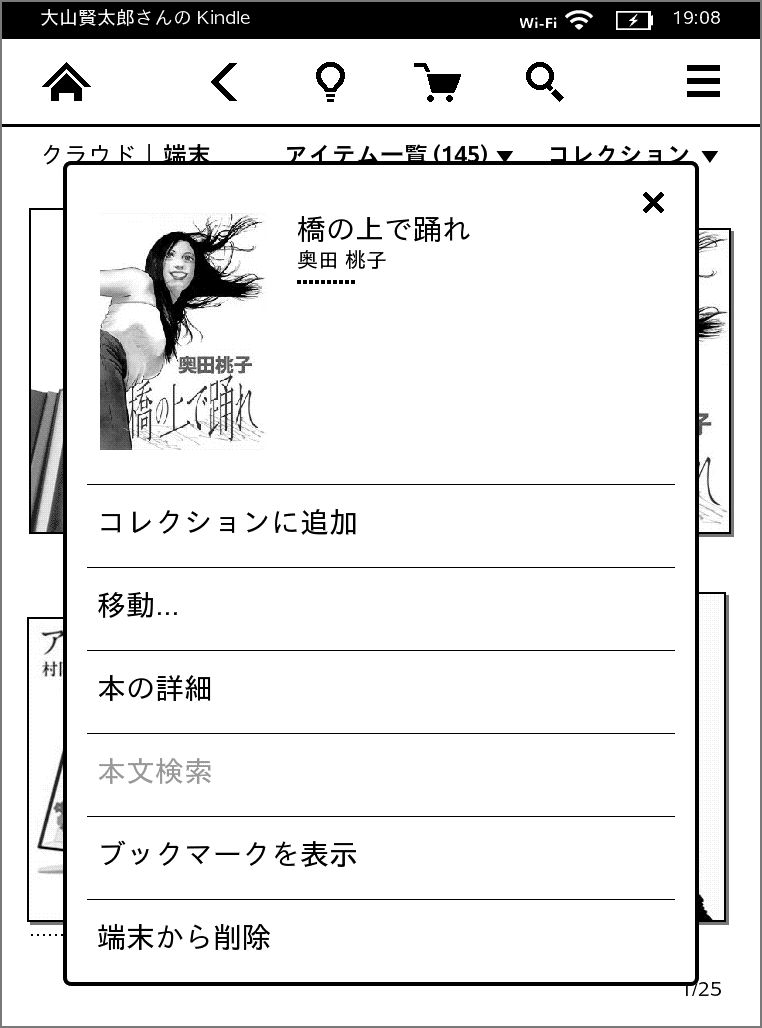 大山賢太郎さんの Kindle
Wi-Fi
19:08
クラウド | 端末
アイテム一覧 (145) ▼
コレクション ▼
橋の上で踊れ
奥田 桃子
奥田桃子
橋の上で踊れ
コレクションに追加
移動...
本の詳細
本文検索
ブックマークを表示
端末から削除
子
れ
ア
村
1/25